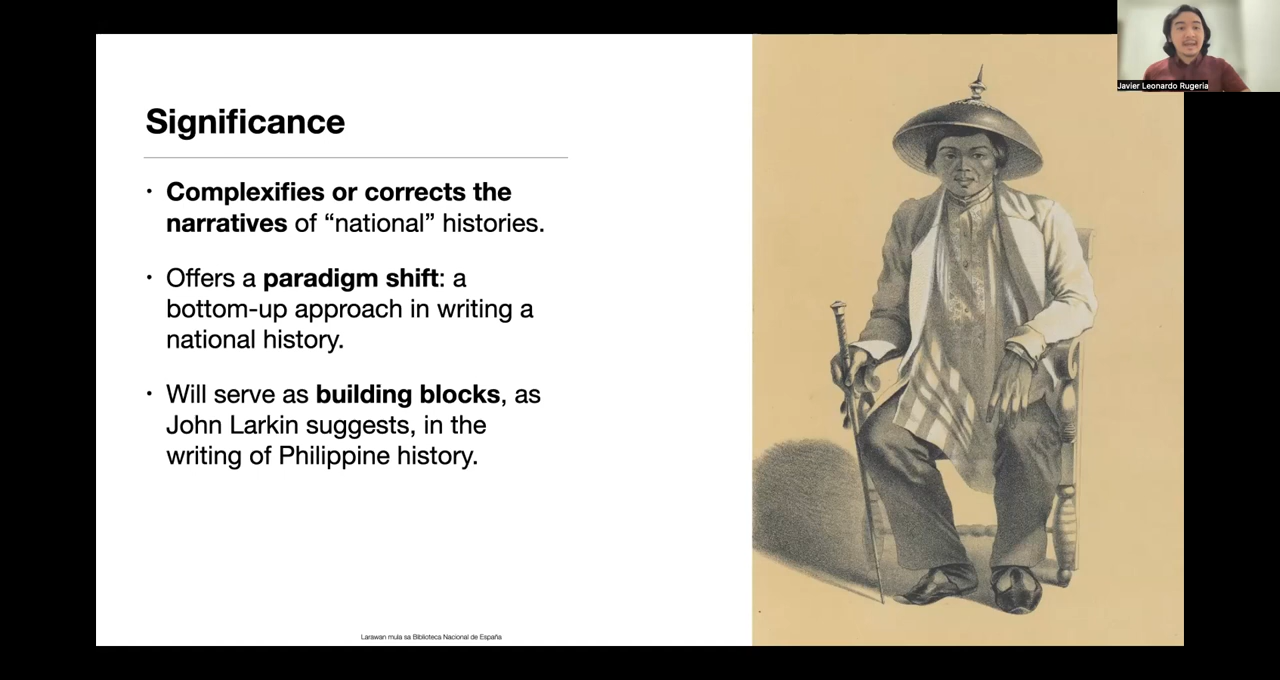 Javier Leonardo Rugeria
Significance
• Complexifies or corrects the
narratives of “national” histories.
• Offers a paradigm shift: a
bottom-up approach in writing a
national history.
• Will serve as building blocks, as
John Larkin suggests, in the
writing of Philippine history.
Larawan mula sa Biblioteca Nacional de España